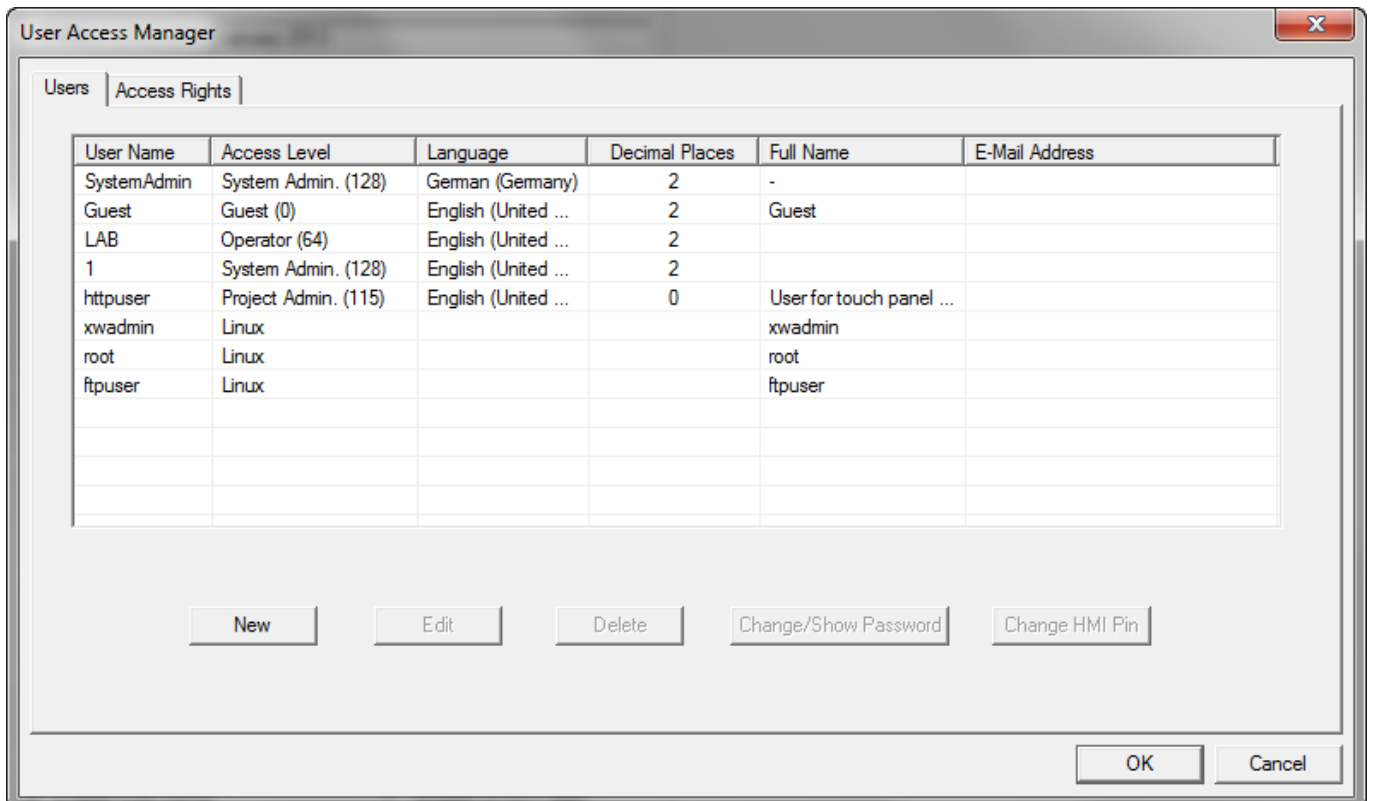 User Access Manager
Users Access Rights
User Name Access Level Language Decimal Places Full Name E-Mail Address
SystemAdmin System Admin. (128) German (Germany) 2 -
Guest Guest (0) English (United ... 2 Guest
LAB Operator (64) English (United ... 2
1 System Admin. (128) English (United ... 2
httpuser Project Admin. (115) English (United ... 0 User for touch panel ...
xwadmin Linux xwadmin
root Linux root
ftpuser Linux ftpuser
New Edit Delete Change/Show Password Change HMI Pin
OK Cancel